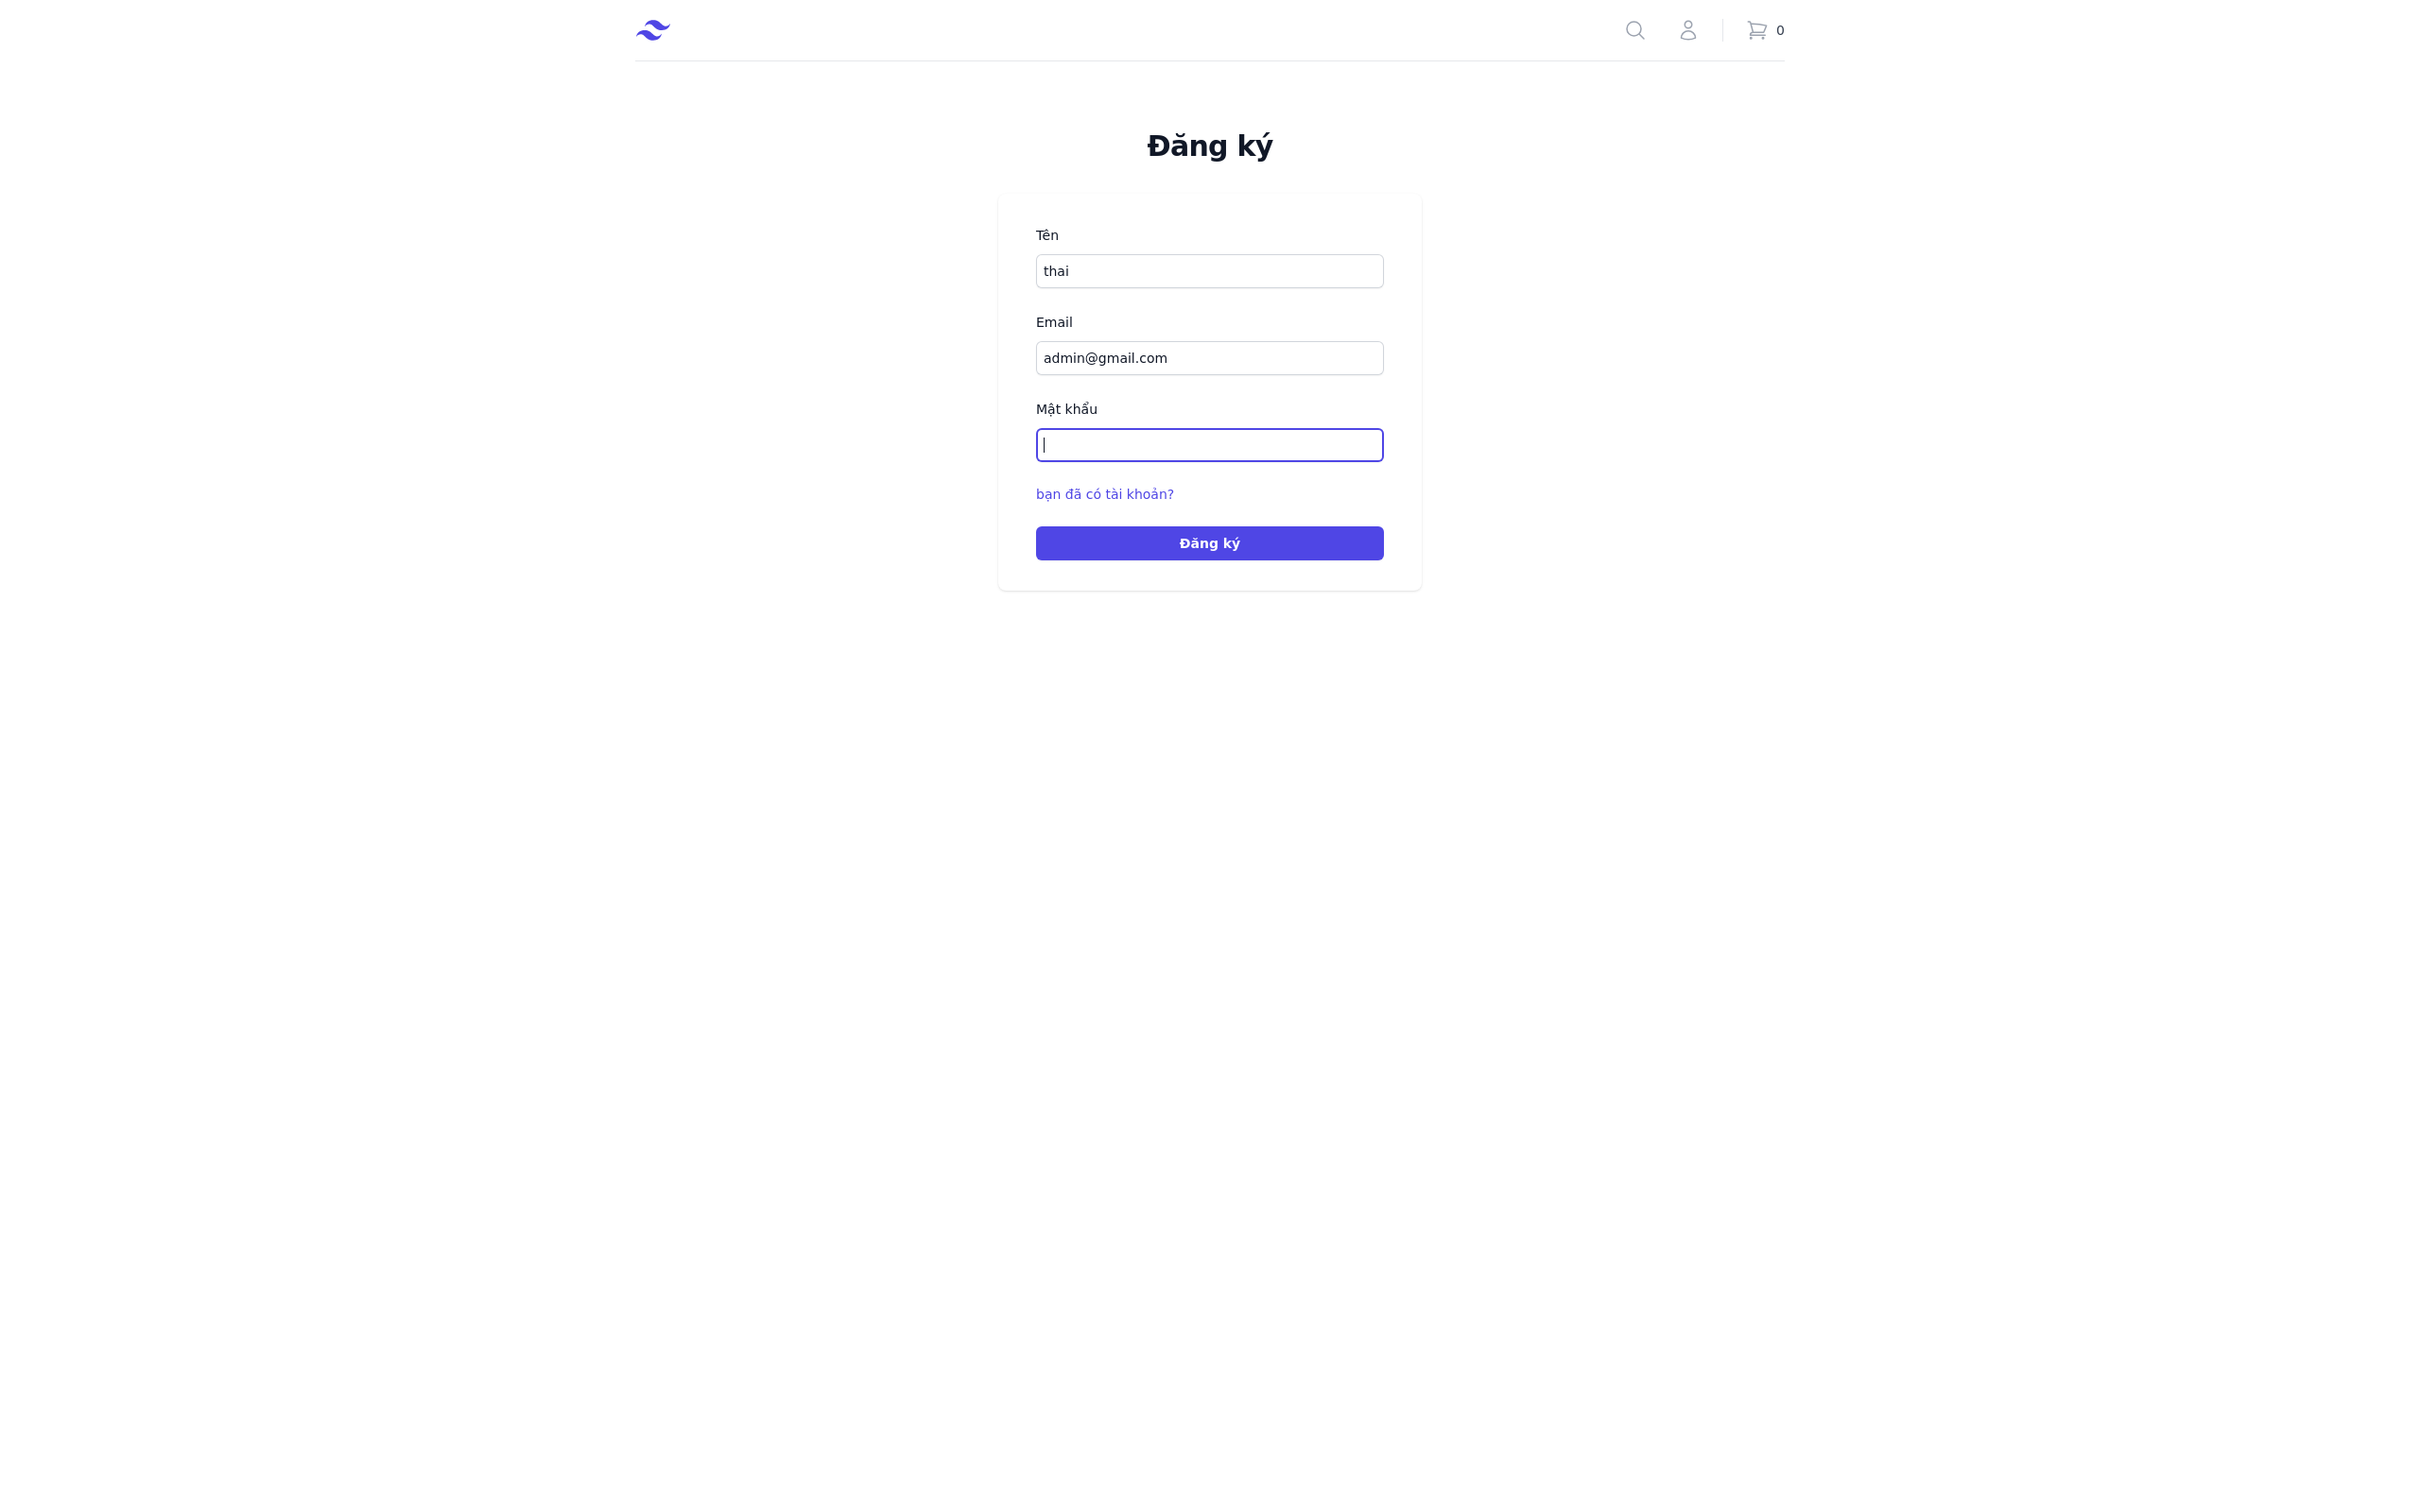 0
Đăng ký
Tên
thai
Email
admin@gmail.com
Mật khẩu
bạn đã có tài khoản?
Đăng ký